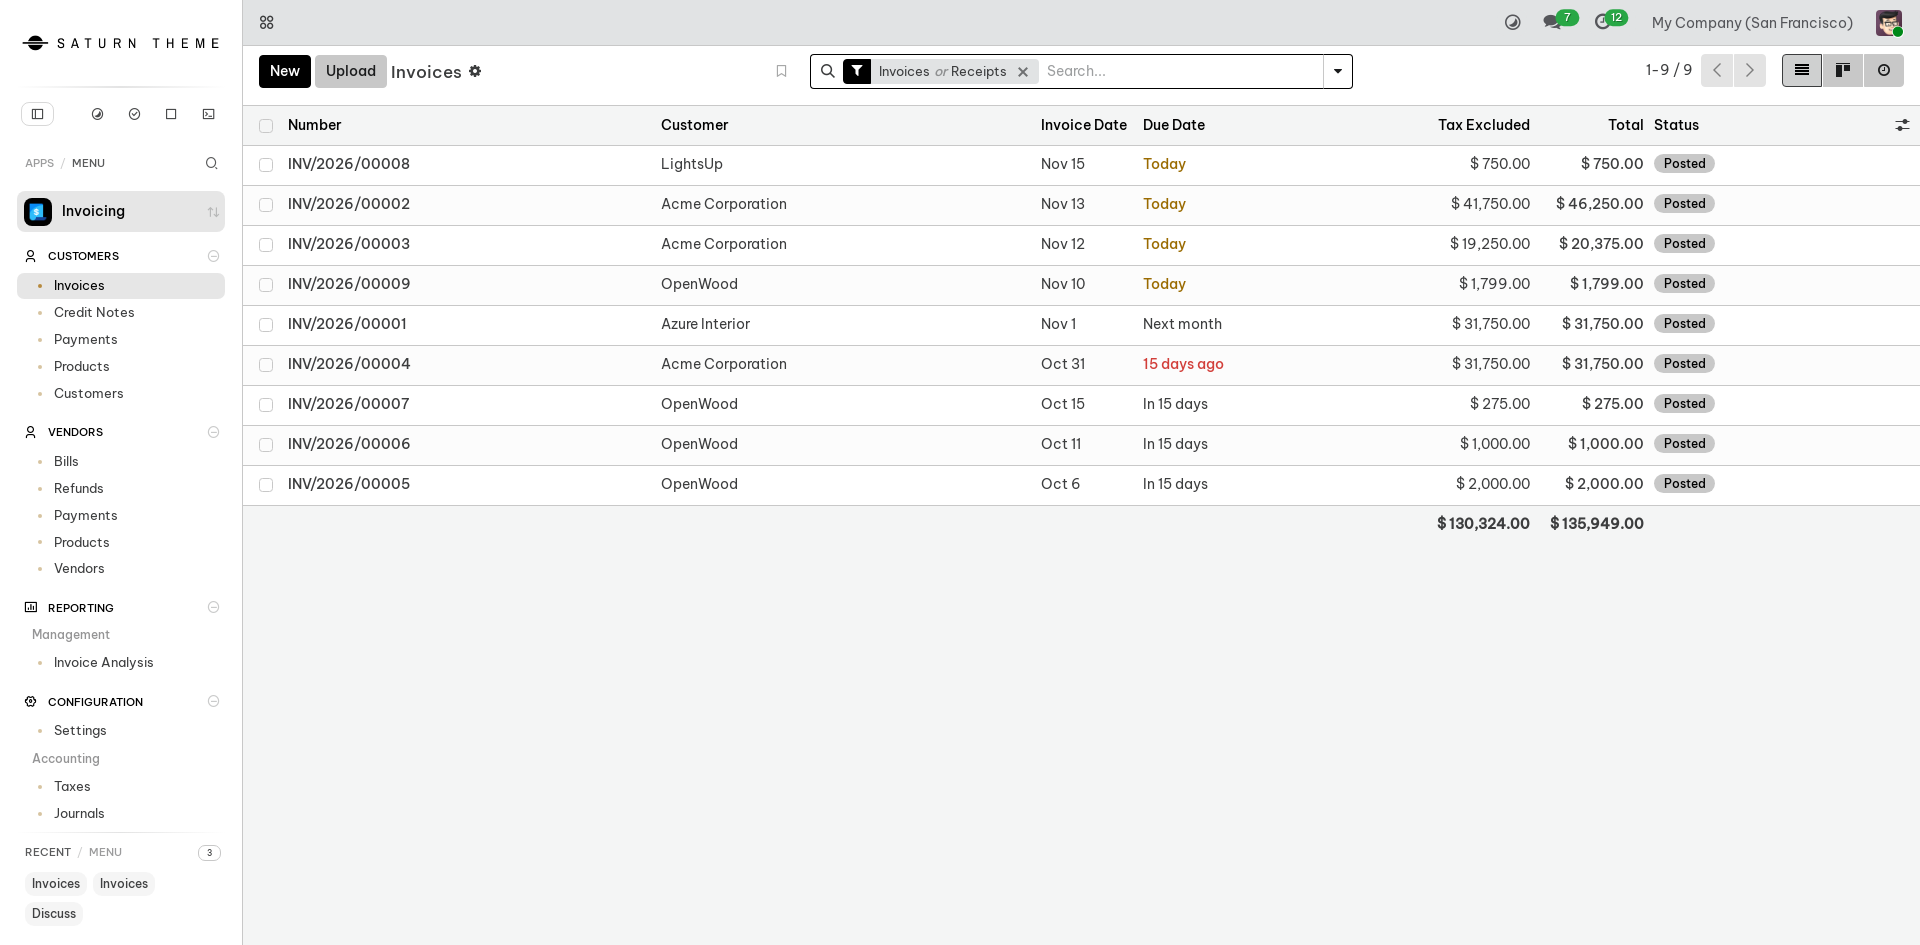 SATURN THEME
7
12
My Company (San Francisco)
New
Upload
Invoices
Invoices or Receipts
Search...
1-9 / 9
APPS / MENU
Invoicing
CUSTOMERS
Invoices
Credit Notes
Payments
Products
Customers
VENDORS
Bills
Refunds
Payments
Products
Vendors
REPORTING
Management
Invoice Analysis
CONFIGURATION
Settings
Accounting
Taxes
Journals
RECENT / MENU
3
Invoices Invoices
Discuss
Number Customer Invoice Date Due Date Tax Excluded Total Status
INV/2026/00008 LightsUp Nov 15 Today $ 750.00 $ 750.00 Posted
INV/2026/00002 Acme Corporation Nov 13 Today $ 41,750.00 $ 46,250.00 Posted
INV/2026/00003 Acme Corporation Nov 12 Today $ 19,250.00 $ 20,375.00 Posted
INV/2026/00009 OpenWood Nov 10 Today $ 1,799.00 $ 1,799.00 Posted
INV/2026/00001 Azure Interior Nov 1 Next month $ 31,750.00 $ 31,750.00 Posted
INV/2026/00004 Acme Corporation Oct 31 15 days ago $ 31,750.00 $ 31,750.00 Posted
INV/2026/00007 OpenWood Oct 15 In 15 days $ 275.00 $ 275.00 Posted
INV/2026/00006 OpenWood Oct 11 In 15 days $ 1,000.00 $ 1,000.00 Posted
INV/2026/00005 OpenWood Oct 6 In 15 days $ 2,000.00 $ 2,000.00 Posted
$ 130,324.00 $ 135,949.00